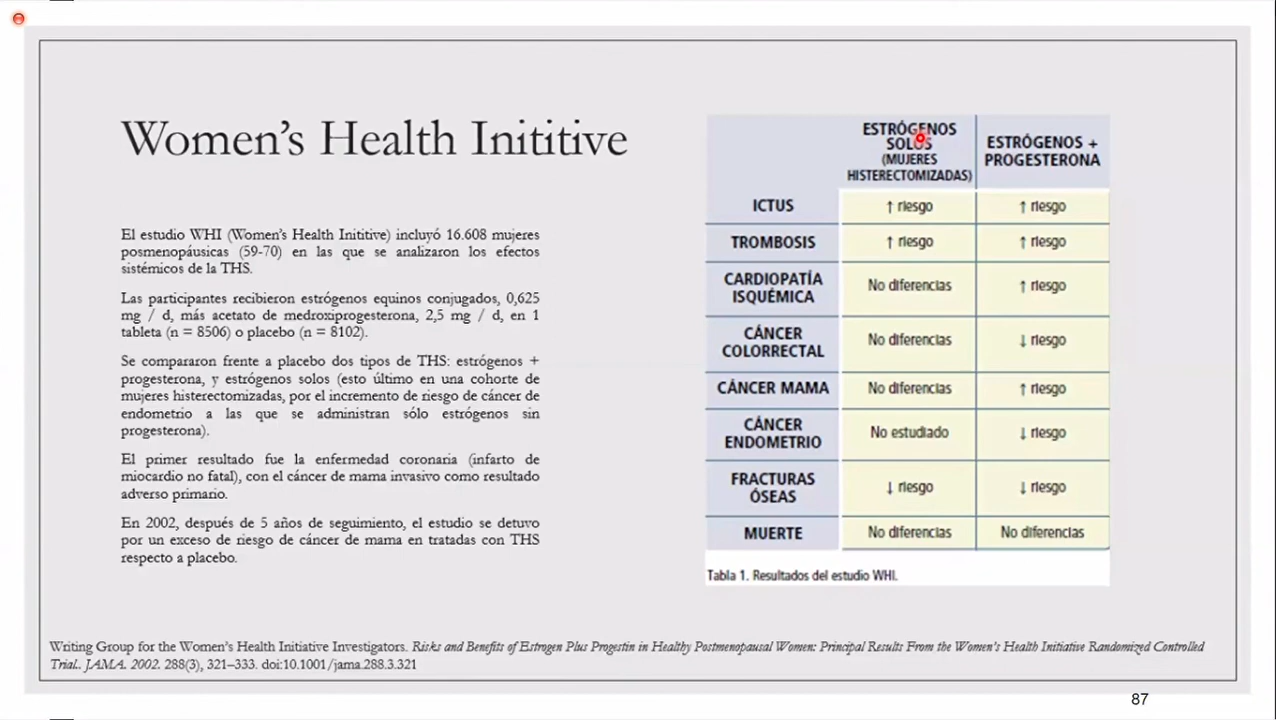 Women's Health Inititive
El estudio WHI (Women's Health Inititive) incluyó 16.608 mujeres
posmenopáusicas (59-70) en las que se analizaron los efectos
sistémicos de la THS.
Las participantes recibieron estrógenos equinos conjugados, 0,625
mg / d, más acetato de medroxiprogesterona, 2,5 mg / d, en 1
tableta (n = 8506) o placebo (n = 8102).
Se compararon frente a placebo dos tipos de THS: estrógenos +
progesterona, y estrógenos solos (esto último en una cohorte de
mujeres histerectomizadas, por el incremento de riesgo de cáncer de
endometrio a las que se administran sólo estrógenos sin
progesterona).
El primer resultado fue la enfermedad coronaria (infarto de
miocardio no fatal), con el cáncer de mama invasivo como resultado
adverso primario.
En 2002, después de 5 años de seguimiento, el estudio se detuvo
por un exceso de riesgo de cáncer de mama en tratadas con THS
respecto a placebo.
ESTRÓGENOS
SOLOS
(MUJERES
HISTERECTOMIZADAS)
ESTRÓGENOS +
PROGESTERONA
ICTUS ↑ riesgo ↑ riesgo
TROMBOSIS ↑ riesgo ↑ riesgo
CARDIOPATÍA
ISQUÉMICA
No diferencias ↑ riesgo
CÁNCER
COLORRECTAL
No diferencias ↓ riesgo
CÁNCER MAMA No diferencias ↑ riesgo
CÁNCER
ENDOMETRIO
No estudiado ↓ riesgo
FRACTURAS
ÓSEAS
↓ riesgo ↓ riesgo
MUERTE No diferencias No diferencias
Tabla 1. Resultados del estudio WHI.
Writing Group for the Women's Health Initiative Investigators. Risks and Benefits of Estrogen Plus Progestin in Healthy Postmenopausal Women: Principal Results From the Women's Health Initiative Randomized Controlled
Trial.. JAMA. 2002. 288(3), 321–333. doi:10.1001/jama.288.3.321
87